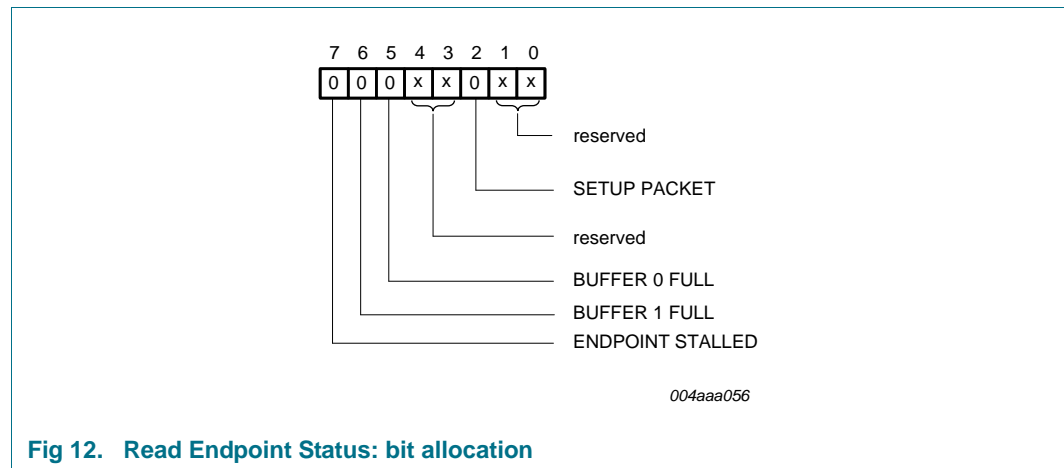 7 6 5 4 3 2 1 0
0 0 0 x x 0 x x
reserved
SETUP PACKET
reserved
BUFFER 0 FULL
BUFFER 1 FULL
ENDPOINT STALLED
004aaa056
Fig 12. Read Endpoint Status: bit allocation